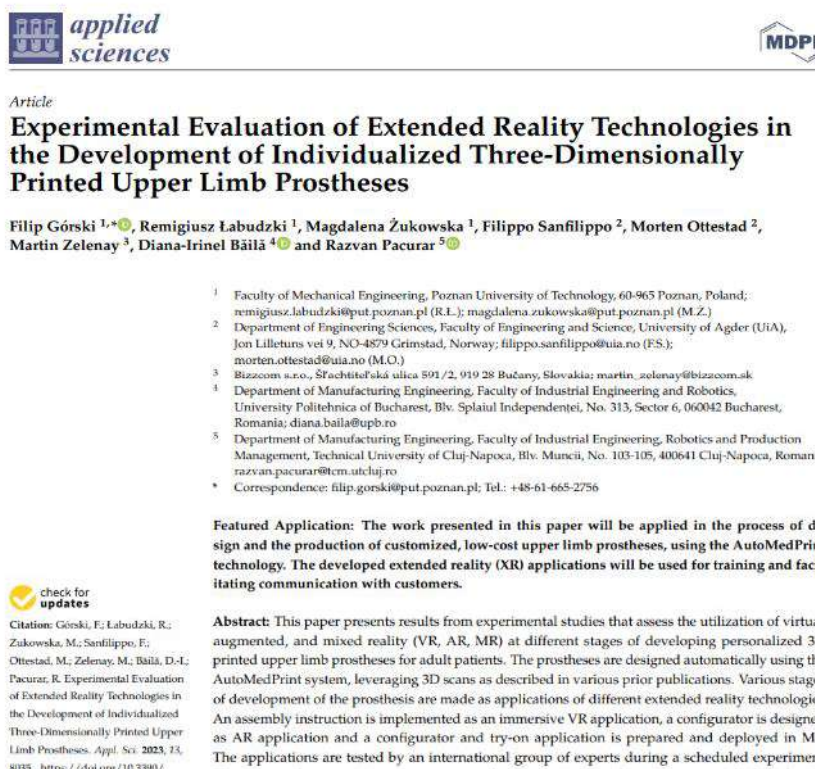 applied
sciences
MDPI
Article
Experimental Evaluation of Extended Reality Technologies in
the Development of Individualized Three-Dimensionally
Printed Upper Limb Prostheses
Filip Górski 1,*, Remigiusz Łabudzki 1, Magdalena Żukowska 1, Filippo Sanfilippo 2, Morten Ottestad 2,
Martin Zelenay 3, Diana-Irinel Băilă 4 and Razvan Pacurar 5
1 Faculty of Mechanical Engineering, Poznan University of Technology, 60-965 Poznan, Poland;
remigiusz.labudzki@put.poznan.pl (R.Ł.); magdalena.zukowska@put.poznan.pl (M.Ż.)
2 Department of Engineering Sciences, Faculty of Engineering and Science, University of Agder (UiA),
Jon Lilletuns vei 9, NO-4879 Grimstad, Norway; filippo.sanfilippo@uia.no (F.S.);
morten.ottestad@uia.no (M.O.)
3 Bizzcom s.r.o., Šľachtiteľská ulica 591/2, 919 28 Bučany, Slovakia; martin_zelenay@bizzcom.sk
4 Department of Manufacturing Engineering, Faculty of Industrial Engineering and Robotics,
University Politehnica of Bucharest, Blv. Splaiul Independenței, No. 313, Sector 6, 060042 Bucharest,
Romania; diana.baila@upb.ro
5 Department of Manufacturing Engineering, Faculty of Industrial Engineering, Robotics and Production
Management, Technical University of Cluj-Napoca, Blv. Muncii, No. 103-105, 400641 Cluj-Napoca, Roman
razvan.pacurar@tcm.utcluj.ro
* Correspondence: filip.gorski@put.poznan.pl; Tel.: +48-61-665-2756
Featured Application: The work presented in this paper will be applied in the process of d
sign and the production of customized, low-cost upper limb prostheses, using the AutoMedPrin
technology. The developed extended reality (XR) applications will be used for training and faci
itating communication with customers.
check for
updates
Citation: Górski, F.; Łabudzki, R.;
Żukowska, M.; Sanfilippo, F.;
Ottestad, M.; Zelenay, M.; Băilă, D.-I.;
Pacurar, R. Experimental Evaluation
of Extended Reality Technologies in
the Development of Individualized
Three-Dimensionally Printed Upper
Limb Prostheses. Appl. Sci. 2023, 13,
8035. https://doi.org/10.3390/
Abstract: This paper presents results from experimental studies that assess the utilization of virtua
augmented, and mixed reality (VR, AR, MR) at different stages of developing personalized 3
printed upper limb prostheses for adult patients. The prostheses are designed automatically using th
AutoMedPrint system, leveraging 3D scans as described in various prior publications. Various stage
of development of the prosthesis are made as applications of different extended reality technologie
An assembly instruction is implemented as an immersive VR application, a configurator is designe
as AR application and a configurator and try-on application is prepared and deployed in M
The applications are tested by an international group of experts during a scheduled experimen